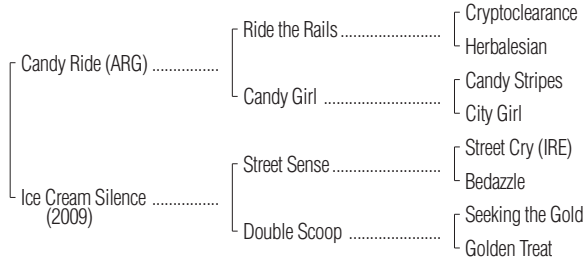 Cryptoclearance
Ride the Rails ..................
Herbalesian
Candy Ride (ARG) ................
Candy Stripes
Candy Girl .....................
City Girl
Street Cry (IRE)
Street Sense ....................
Bedazzle
Ice Cream Silence ................
(2009)
Seeking the Gold
Double Scoop .................
Golden Treat